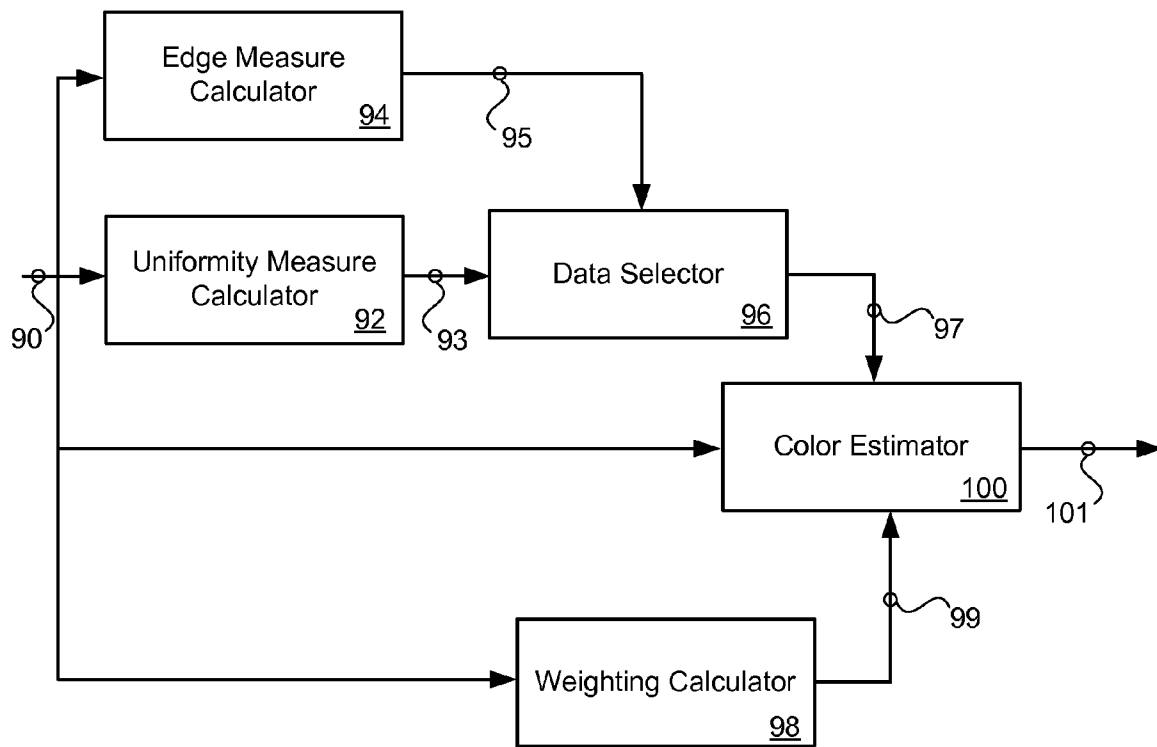 Edge Measure
Calculator
94
95
Uniformity Measure
Calculator
92
90
93
Data Selector
96
97
Color Estimator
100
101
99
Weighting Calculator
98